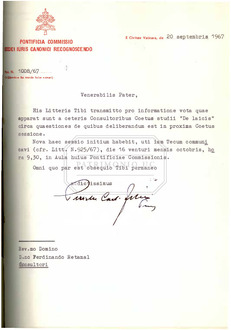 PONTIFICIA COMMISSIO
CODICI IURIS CANONICI RECOGNOSCENDO
E Civitate Vaticana, die 20 septembris 1967
1008/67
Venerabilis Pater,
His Litteris Tibi transmitto pro informatione vota quae
apparat sunt a ceteris Consultoribus Coetus studii "De laicis"
circa quaestiones de quibus deliberandum est in proxima Coetus
sessione.
Nova haec sessio initium habebit, uti iam Tecum communi
cavi (cfr. Litt. N.925/67), die 16 venturi mensis octobris, ho
ra 9,30, in Aula huius Pontificiae Commissionis.
Omni quo par est obsequio Tibi permaneo
addictissimus
Rev.mo Domino
D.no Ferdinando Retamal
Consultori